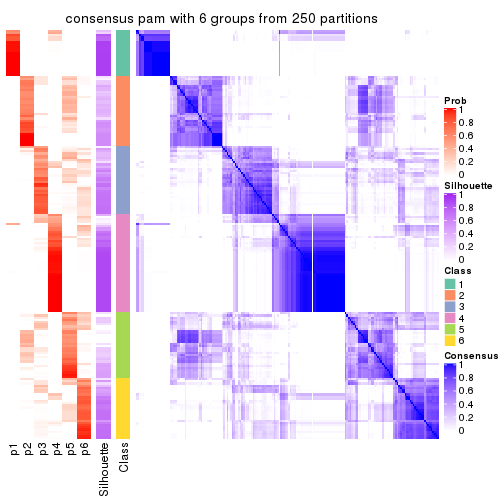 consensus pam with 6 groups from 250 partitions
p1
p2
p3
p4
p5
p6
Silhouette
Class
Prob
1
0.8
0.6
0.4
0.2
0
Silhouette
1
0.8
0.6
0.4
0.2
0
Class
1
2
3
4
5
6
Consensus
1
0.8
0.6
0.4
0.2
0